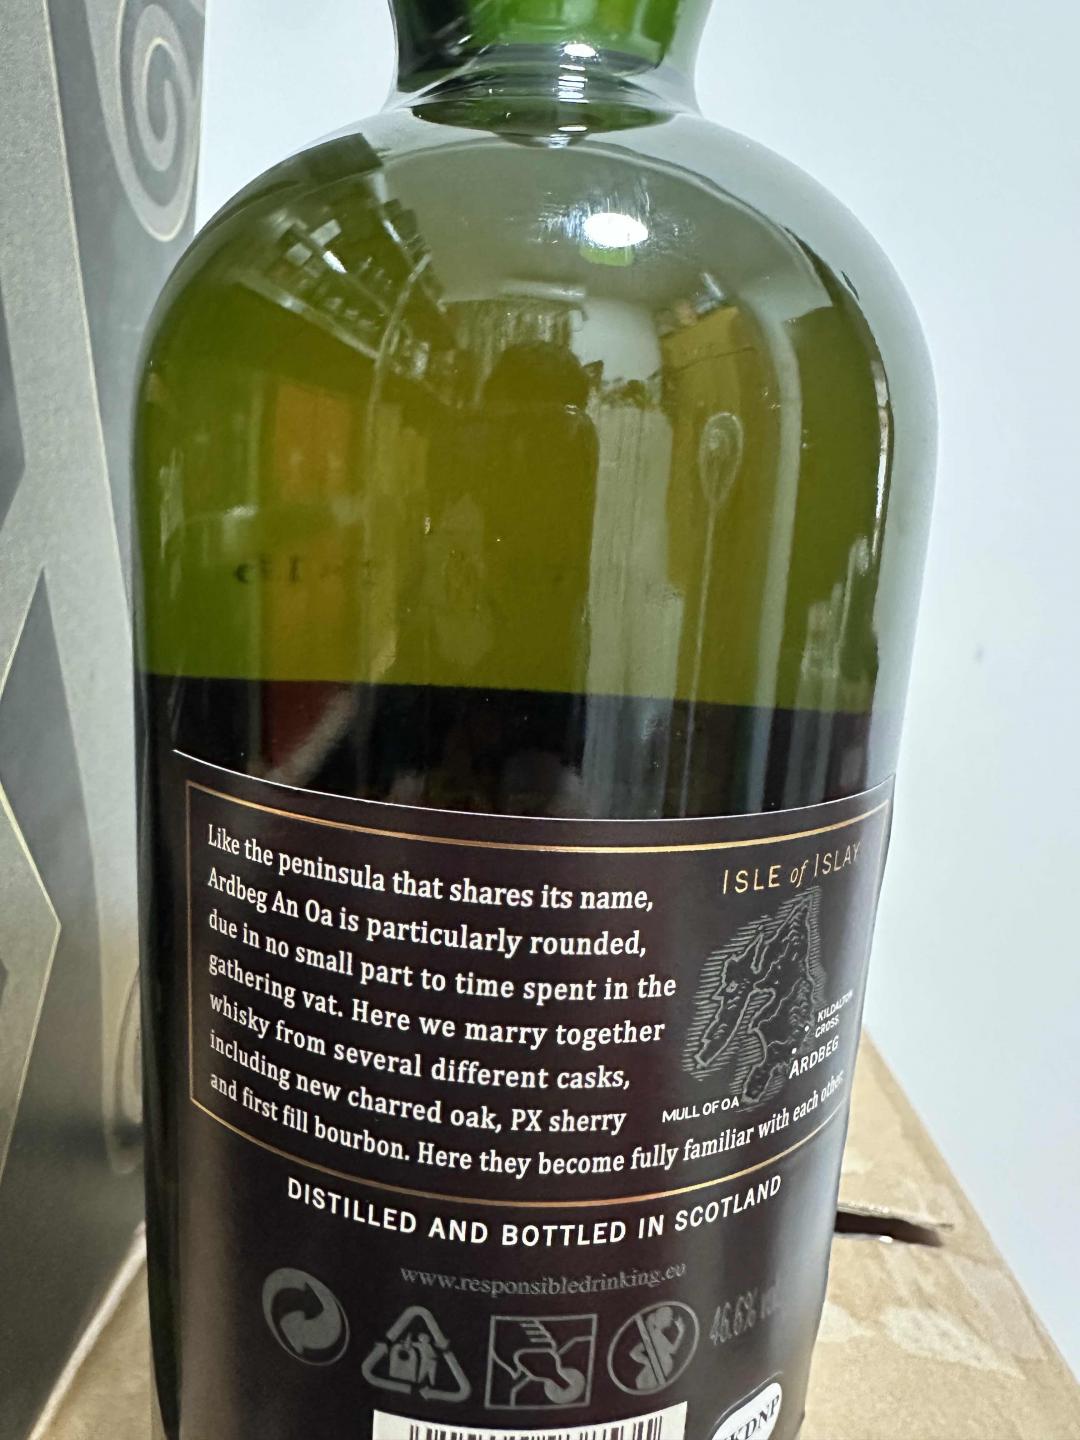 Like the peninsula that shares its name,
Ardbeg An Oa is particularly rounded,
due in no small part to time spent in the
gathering vat. Here we marry together
whisky from several different casks,
including new charred oak, PX sherry
and first fill bourbon. Here they become fully familiar with each other.
ISLE of ISLAY
KILDALTON
CROSS
ARDBEG
MULL OF OA
DISTILLED AND BOTTLED IN SCOTLAND
www.responsibledrinking.eu
46.6% vol
KDNP